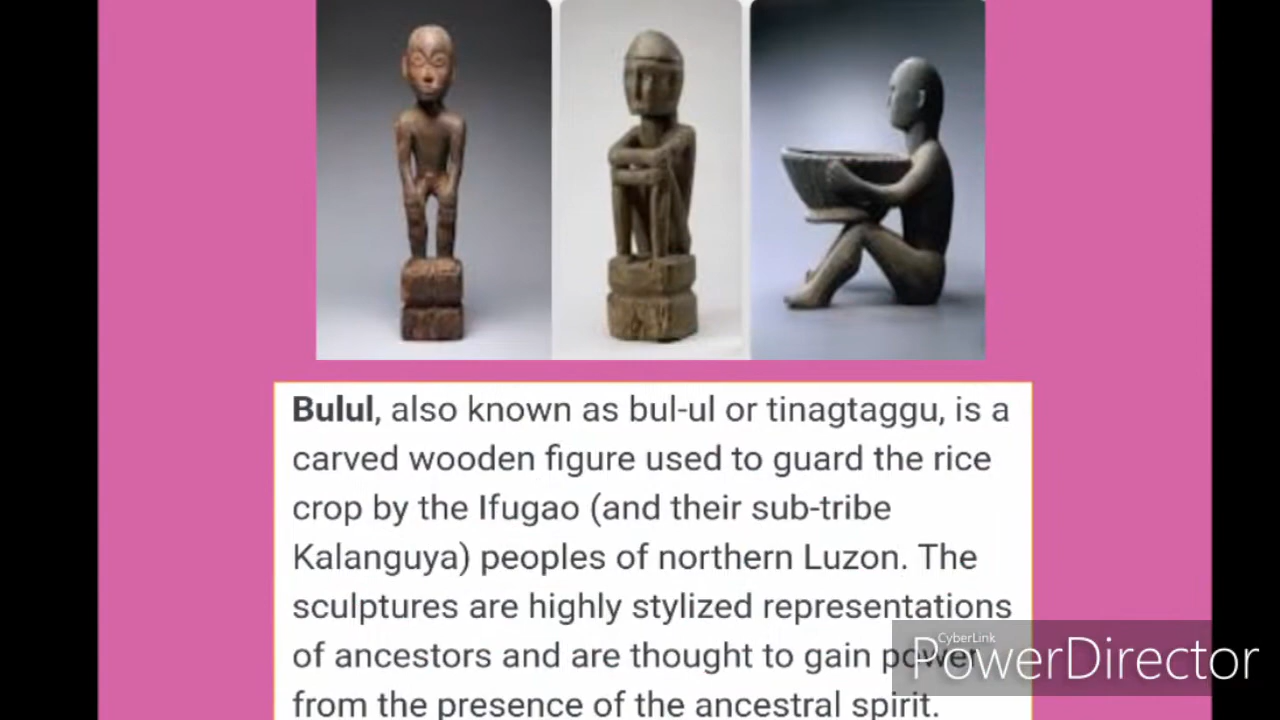 Bulul, also known as bul-ul or tinagtaggu, is a
carved wooden figure used to guard the rice
crop by the Ifugao (and their sub-tribe
Kalanguya) peoples of northern Luzon. The
sculptures are highly stylized representations
of ancestors and are thought to gain power
from the presence of the ancestral spirit.
CyberLink
PowerDirector